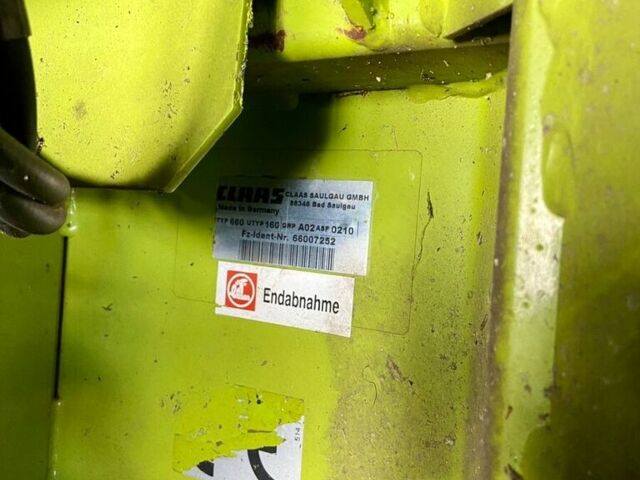 CLAAS CLAAS SAULGAU GMBH
88348 Bad Saulgau
Made in Germany
TYP 660 UTYP 160 GRP A02 ASF 0210
Fz-Ident-Nr. 66007252
Endabnahme
514